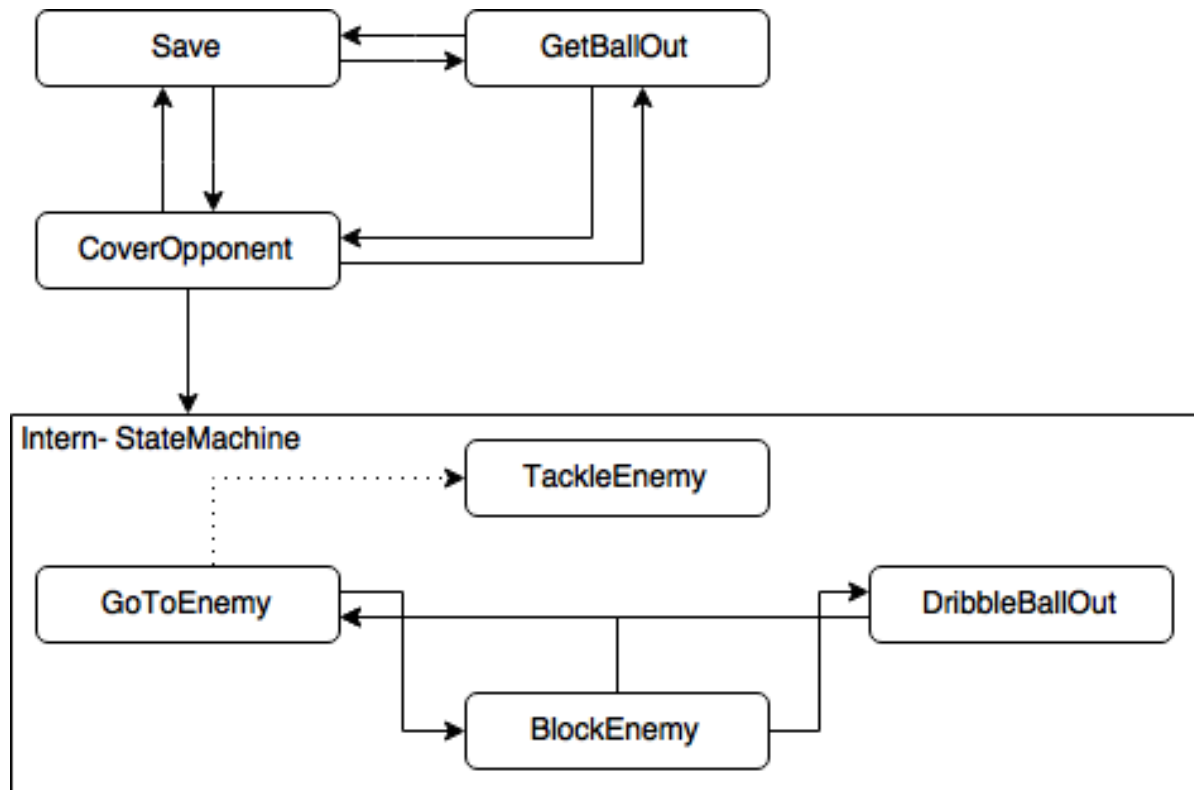 Save
GetBallOut
CoverOpponent
Intern- StateMachine
TackleEnemy
GoToEnemy
DribbleBallOut
BlockEnemy